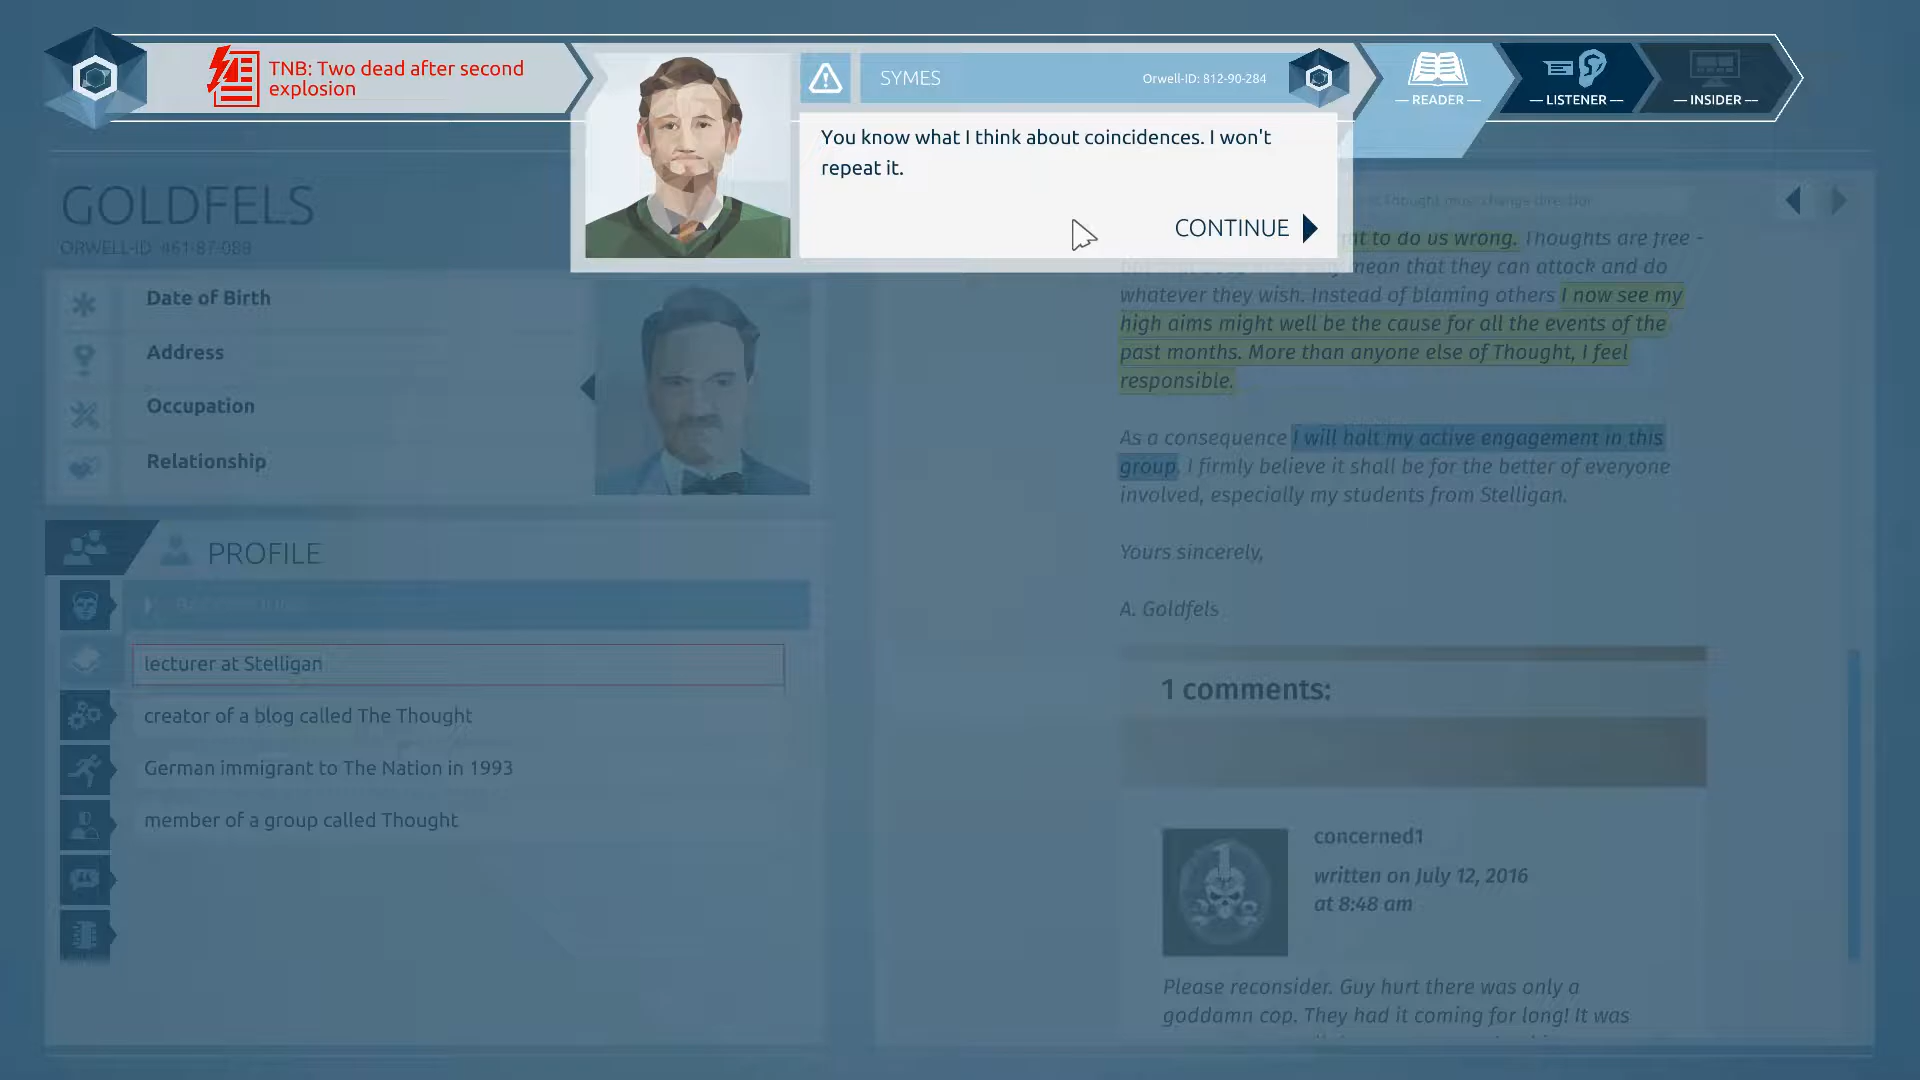 TNB: Two dead after second
explosion
SYMES
Orwell-ID: 812-90-284
— READER —
— LISTENER —
— INSIDER —
You know what I think about coincidences. I won't
repeat it.
CONTINUE
GOLDFELS
ORWELL-ID 461-87-088
Date of Birth
Address
Occupation
Relationship
PROFILE
lecturer at Stelligan
creator of a blog called The Thought
German immigrant to The Nation in 1993
member of a group called Thought
Thought may change direction
to do us wrong. Thoughts are free -
mean that they can attack and do
whatever they wish. Instead of blaming others I now see my
high aims might well be the cause for all the events of the
past months. More than anyone else of Thought, I feel
responsible.
As a consequence I will halt my active engagement in this
group. I firmly believe it shall be for the better of everyone
involved, especially my students from Stelligan.
Yours sincerely,
A. Goldfels
1 comments:
concerned1
written on July 12, 2016
at 8:48 am
Please reconsider. Guy hurt there was only a
goddamn cop. They had it coming for long! It was